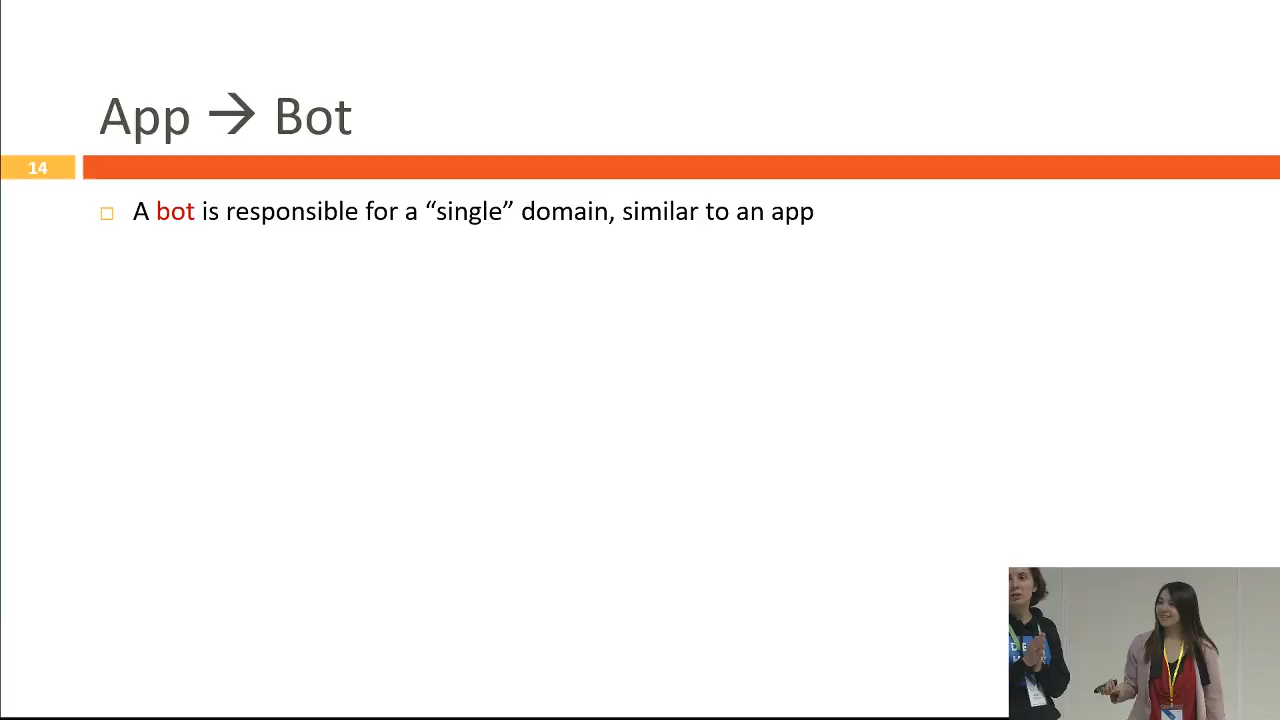 App → Bot
14
A bot is responsible for a “single” domain, similar to an app